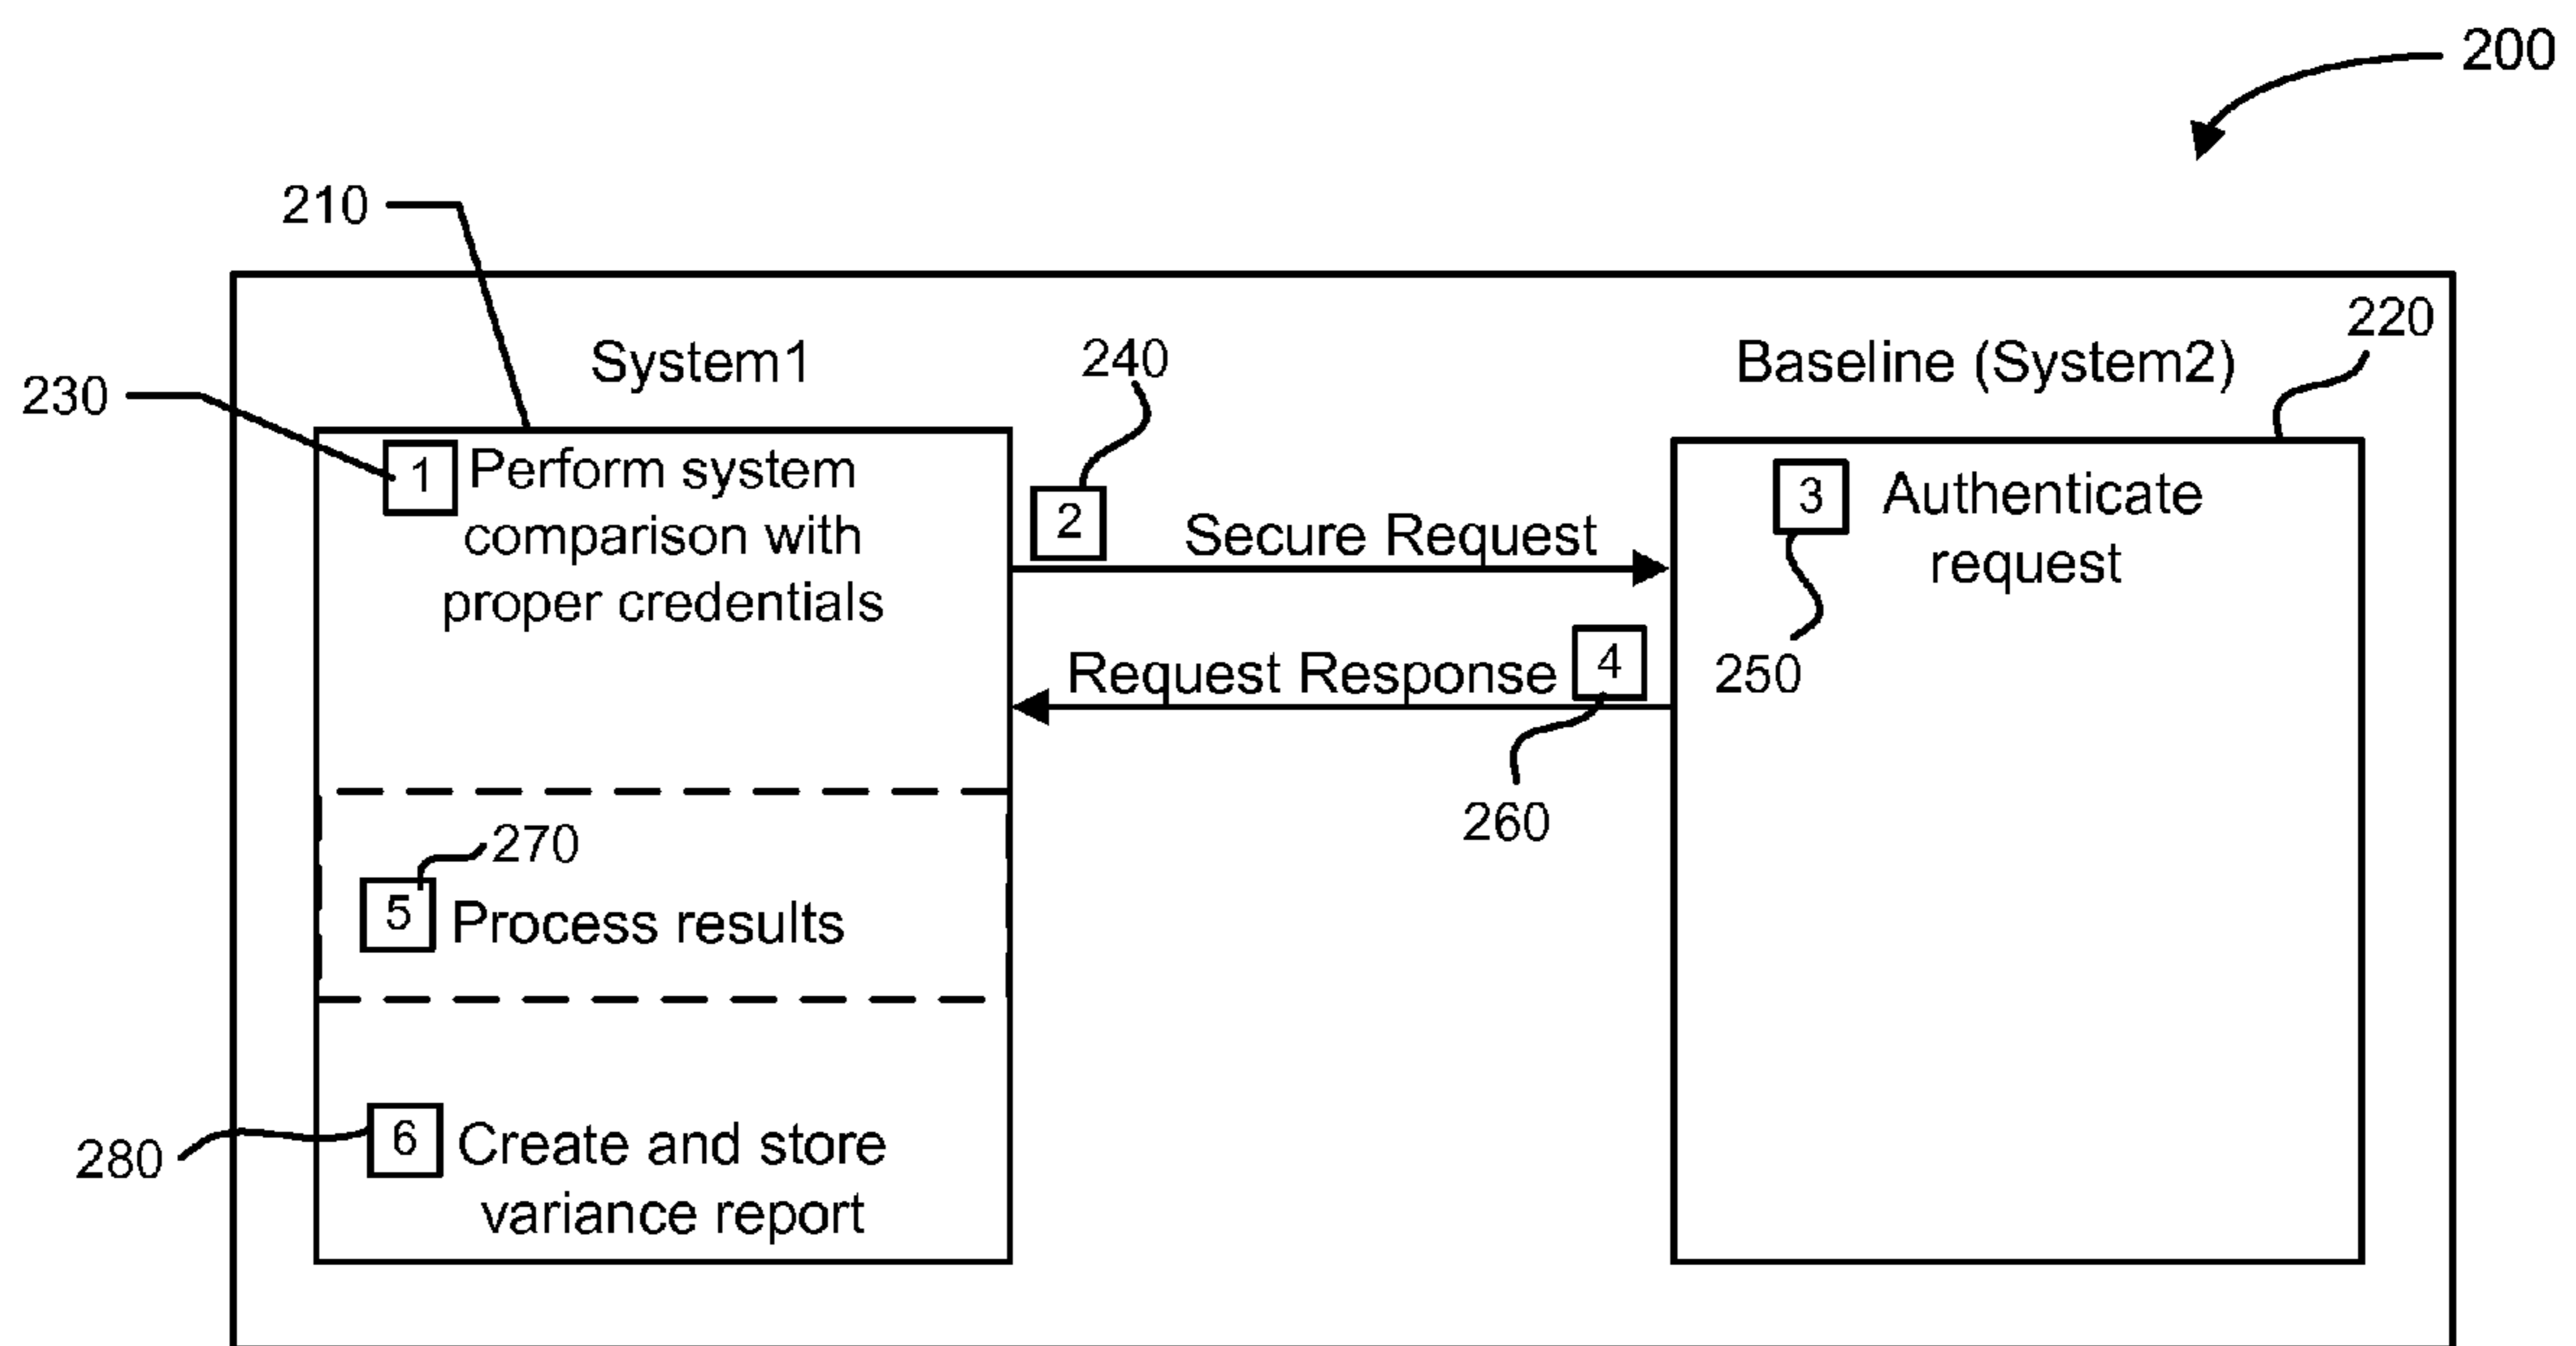 200
210
220
System1
240
Baseline (System2)
230
1 Perform system
comparison with
proper credentials
2
Secure Request
3 Authenticate
request
Request Response 4
250
260
270
5 Process results
280
6 Create and store
variance report